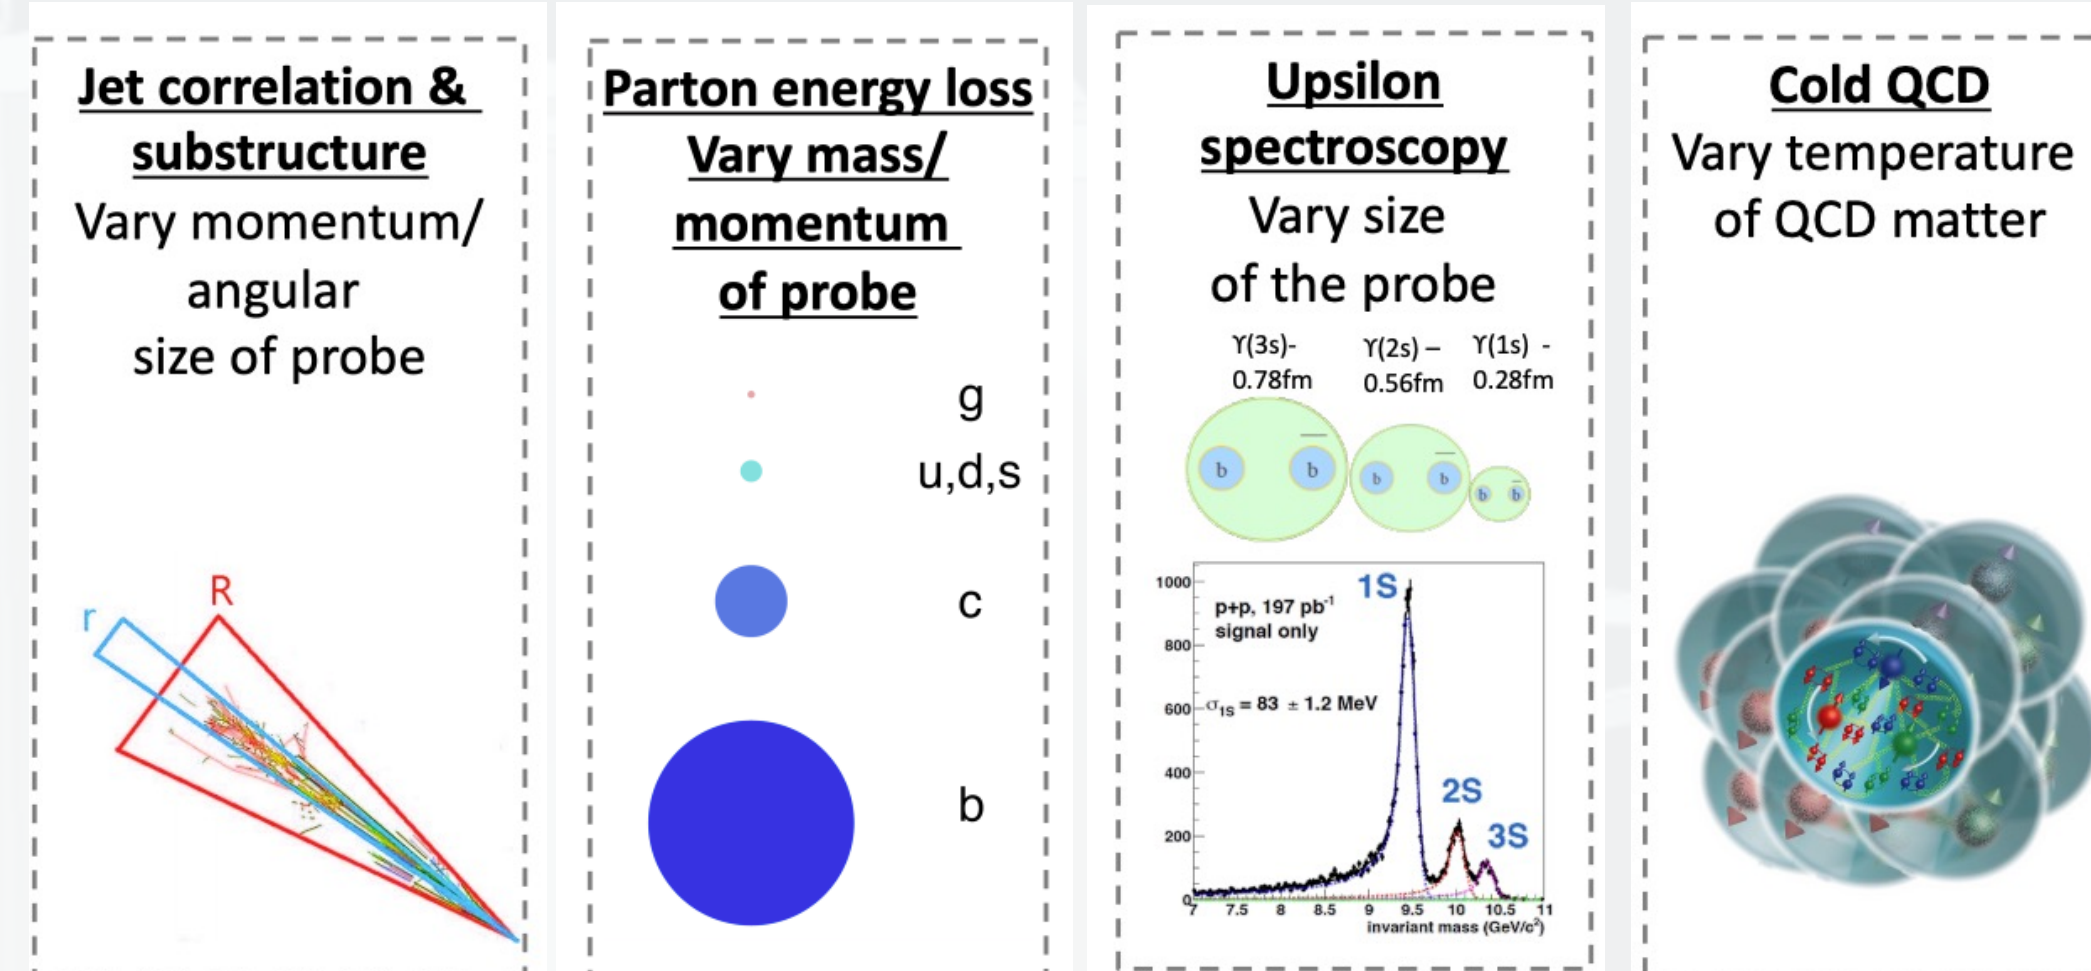 Jet correlation &
substructure
Vary momentum/
angular
size of probe
R
r
Parton energy loss
Vary mass/
momentum
of probe
g
u,d,s
c
b
Upsilon
spectroscopy
Vary size
of the probe
ϒ(3s)- ϒ(2s) – ϒ(1s) -
0.78fm 0.56fm 0.28fm
b b̅ b b̅ b b̅
1000
800
600
400
200
0
p+p, 197 pb⁻¹
signal only
σ1S = 83 ± 1.2 MeV
1S
2S
3S
7 7.5 8 8.5 9 9.5 10 10.5 11
invariant mass (GeV/c²)
Cold QCD
Vary temperature
of QCD matter